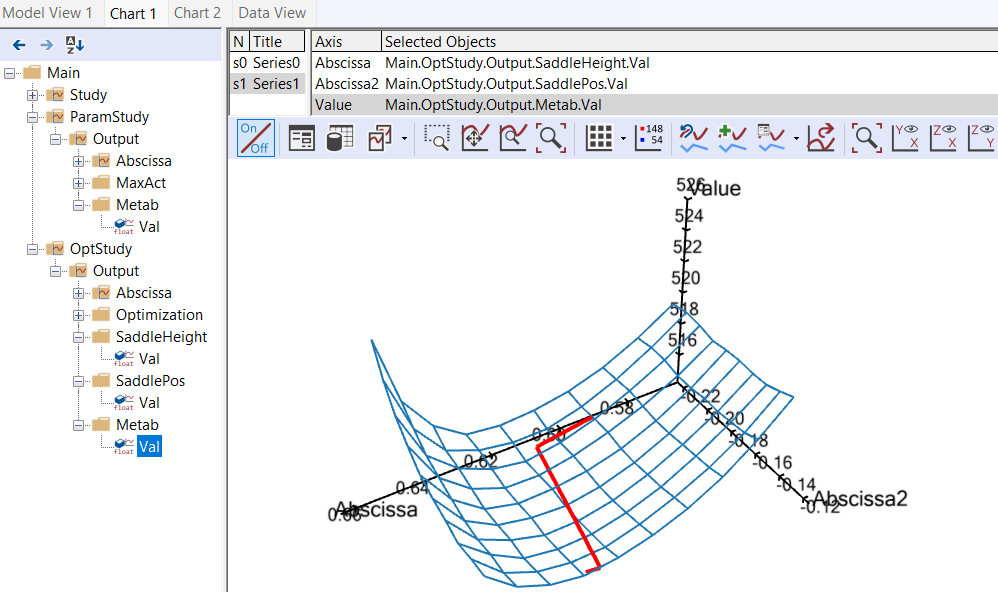 Model View 1 Chart 1 Chart 2 Data View
N Title Axis Selected Objects
s0 Series0 Abscissa Main.OptStudy.Output.SaddleHeight.Val
s1 Series1 Abscissa2 Main.OptStudy.Output.SaddlePos.Val
Value Main.OptStudy.Output.Metab.Val
A
Z
Main
Study
ParamStudy
Output
Abscissa
MaxAct
Metab
float Val
OptStudy
Output
Abscissa
Optimization
SaddleHeight
float Val
SaddlePos
float Val
Metab
float Val
On
Off
148
54
Y X
Z X
Z Y
526 Value
524
522
520
518
516
0.58
0.60
0.62
0.64
0.66 Abscissa
-0.22
-0.20
-0.18
-0.16
-0.14
-0.12 Abscissa2